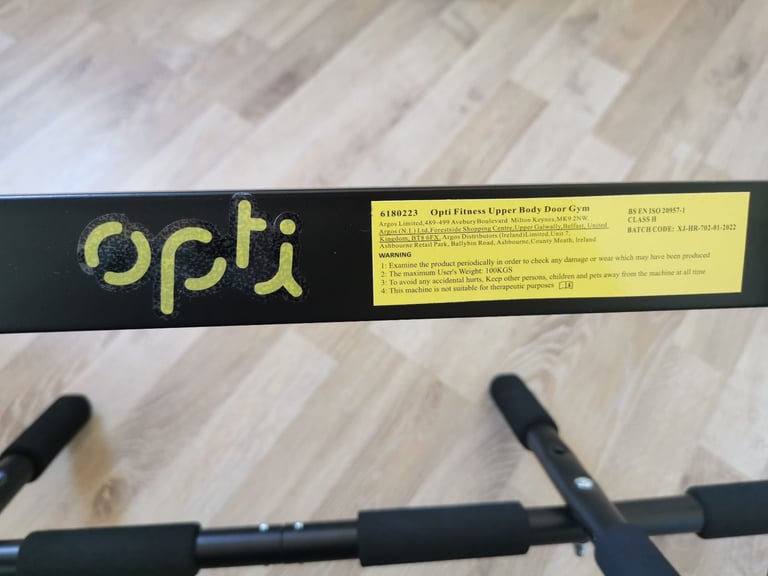 opti
6180223 Opti Fitness Upper Body Door Gym
Argos Limited,489-499 AveburyBoulevard Milton Keynes,MK9 2NW.
Argos (N.I.) Ltd,Forestside Shopping Centre,Upper Galwally,Belfast, United
Kingdom, BT8 6FX. Argos Distributors (Ireland)Limited,Unit 7,
Ashbourne Retail Park, Ballybin Road, Ashbourne,County Meath, Ireland
BS EN ISO 20957-1
CLASS H
BATCH CODE: XJ-HR-702-01-2022
WARNING
1: Examine the product periodically in order to check any damage or wear which may have been produced
2: The maximum User's Weight: 100KGS
3: To avoid any accidental hurts, Keep other persons, children and pets away from the machine at all time
4: This machine is not suitable for therapeutic purposes